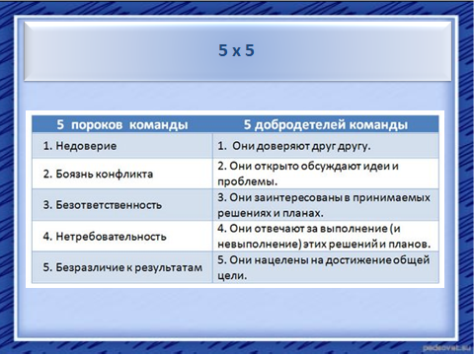 5 x 5
5 пороков команды
5 добродетелей команды
1. Недоверие
1. Они доверяют друг другу.
2. Боязнь конфликта
2. Они открыто обсуждают идеи и
проблемы.
3. Безответственность
3. Они заинтересованы в принимаемых
решениях и планах.
4. Нетребовательность
4. Они отвечают за выполнение (и
невыполнение) этих решений и планов.
5. Безразличие к результатам
5. Они нацелены на достижение общей
цели.
pedsovet.su